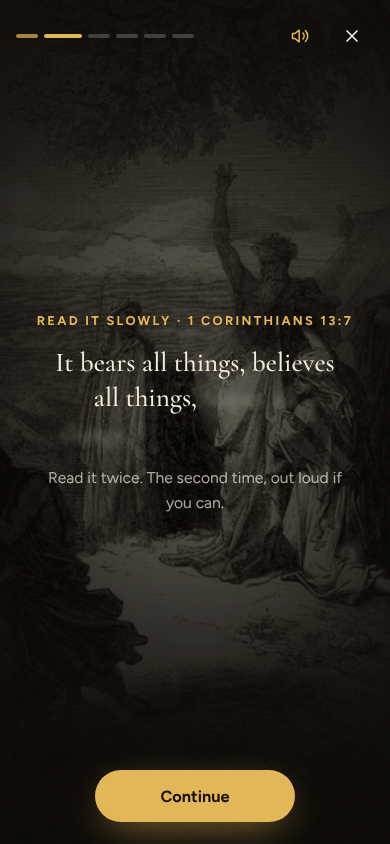 READ IT SLOWLY · 1 CORINTHIANS 13:7
It bears all things, believes
all things,
Read it twice. The second time, out loud if
you can.
Continue